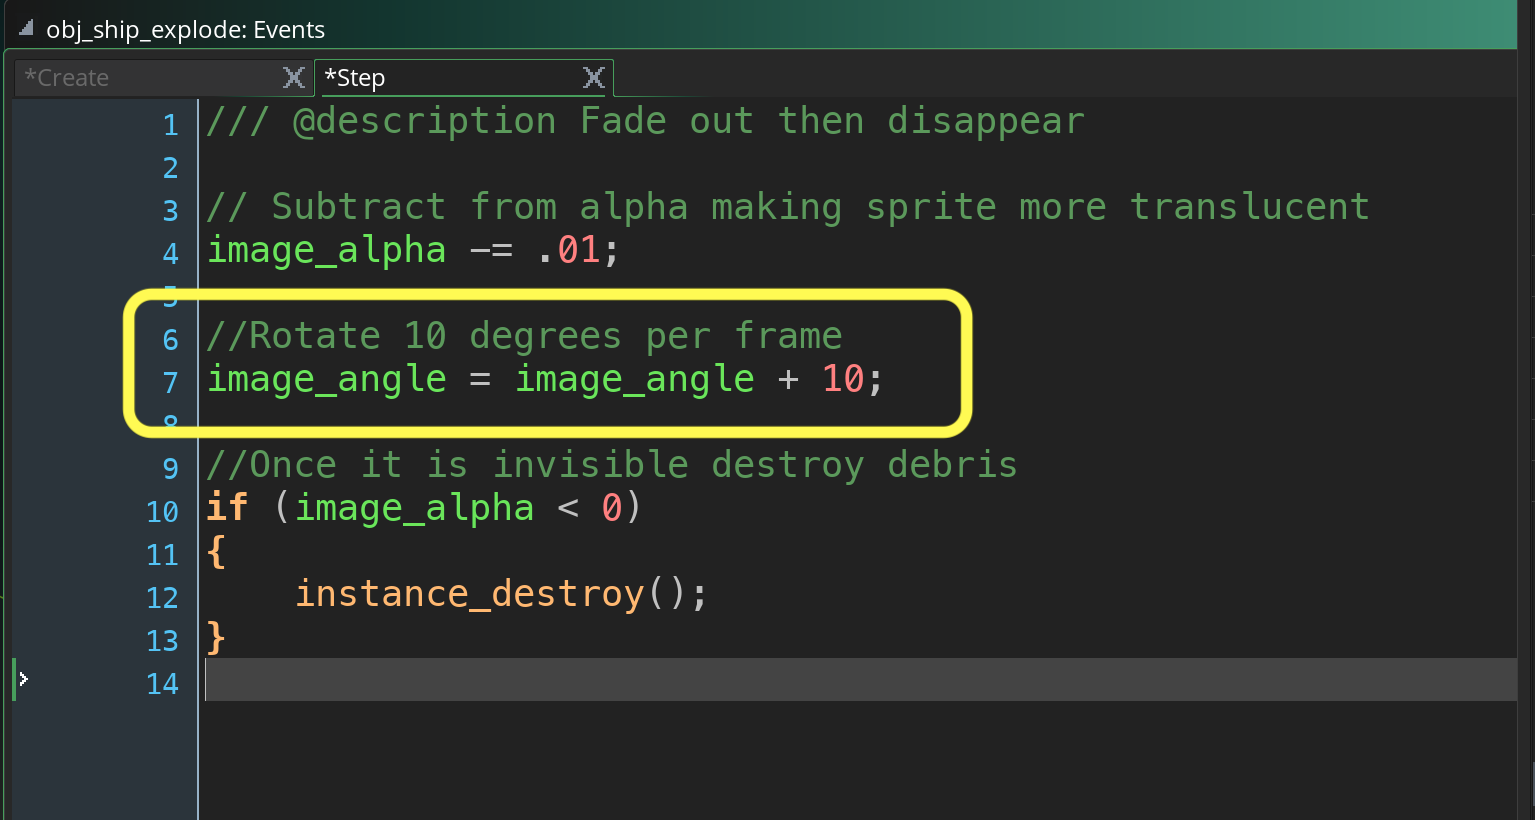 obj_ship_explode: Events
*Create
*Step
1 /// @description Fade out then disappear
2
3 // Subtract from alpha making sprite more translucent
4 image_alpha -= .01;
5
6 //Rotate 10 degrees per frame
7 image_angle = image_angle + 10;
8
9 //Once it is invisible destroy debris
10 if (image_alpha < 0)
11 {
12 instance_destroy();
13 }
14